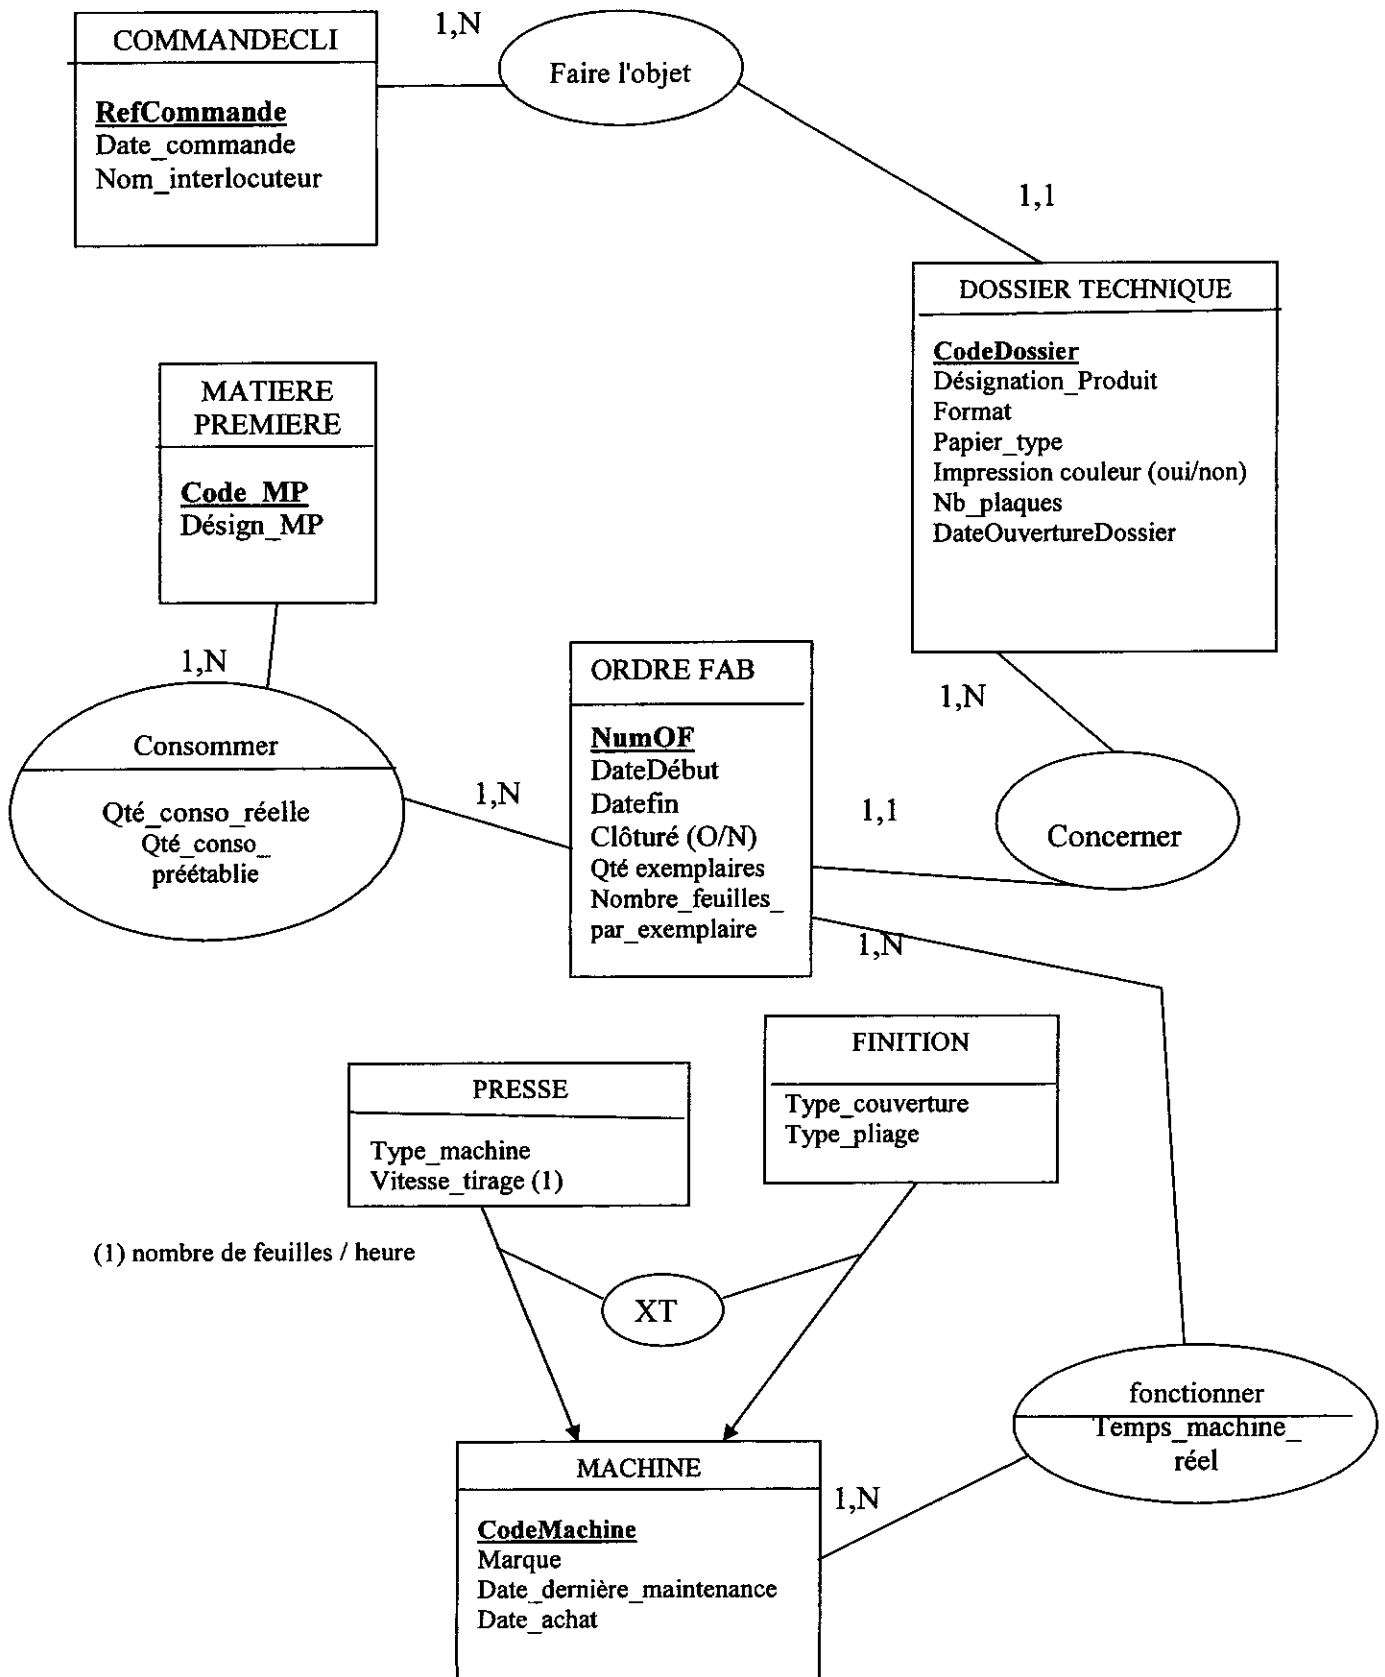 COMMANDECLI
RefCommande
Date_commande
Nom_interlocuteur
1,N
Faire l'objet
1,1
DOSSIER TECHNIQUE
CodeDossier
Désignation_Produit
Format
Papier_type
Impression couleur (oui/non)
Nb_plaques
DateOuvertureDossier
MATIERE
PREMIERE
Code_MP
Désign_MP
1,N
Consommer
Qté_conso_réelle
Qté_conso_
préétablie
1,N
ORDRE FAB
NumOF
DateDébut
Datefin
Clôturé (O/N)
Qté exemplaires
Nombre_feuilles_
par_exemplaire
1,N
1,1
Concerner
1,N
PRESSE
Type_machine
Vitesse_tirage (1)
FINITION
Type_couverture
Type_pliage
(1) nombre de feuilles / heure
XT
fonctionner
Temps_machine_
réel
1,N
MACHINE
CodeMachine
Marque
Date_dernière_maintenance
Date_achat